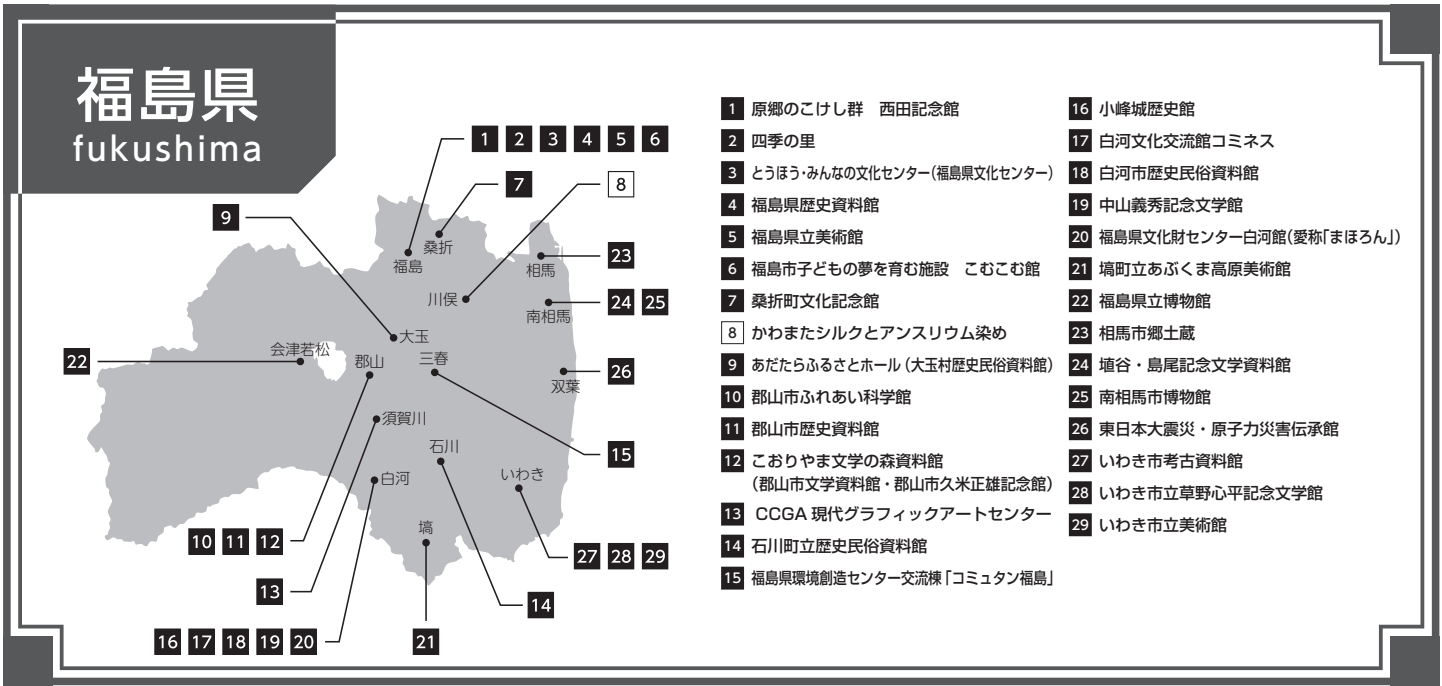 福島県
fukushima
1 2 3 4 5 6
7
8
9
桑折
福島
相馬
23
川俣
南相馬
24 25
大玉
会津若松
22
郡山
三春
双葉
26
須賀川
石川
15
白河
いわき
塙
10 11 12
27 28 29
13
14
16 17 18 19 20
21
1 原郷のこけし群　西田記念館
2 四季の里
3 とうほう・みんなの文化センター（福島県文化センター）
4 福島県歴史資料館
5 福島県立美術館
6 福島市子どもの夢を育む施設　こむこむ館
7 桑折町文化記念館
8 かわまたシルクとアンスリウム染め
9 あだたらふるさとホール（大玉村歴史民俗資料館）
10 郡山市ふれあい科学館
11 郡山市歴史資料館
12 こおりやま文学の森資料館
（郡山市文学資料館・郡山市久米正雄記念館）
13 CCGA 現代グラフィックアートセンター
14 石川町立歴史民俗資料館
15 福島県環境創造センター交流棟「コミュタン福島」
16 小峰城歴史館
17 白河文化交流館コミネス
18 白河市歴史民俗資料館
19 中山義秀記念文学館
20 福島県文化財センター白河館（愛称「まほろん」）
21 塙町立あぶくま高原美術館
22 福島県立博物館
23 相馬市郷土蔵
24 埴谷・島尾記念文学資料館
25 南相馬市博物館
26 東日本大震災・原子力災害伝承館
27 いわき市考古資料館
28 いわき市立草野心平記念文学館
29 いわき市立美術館